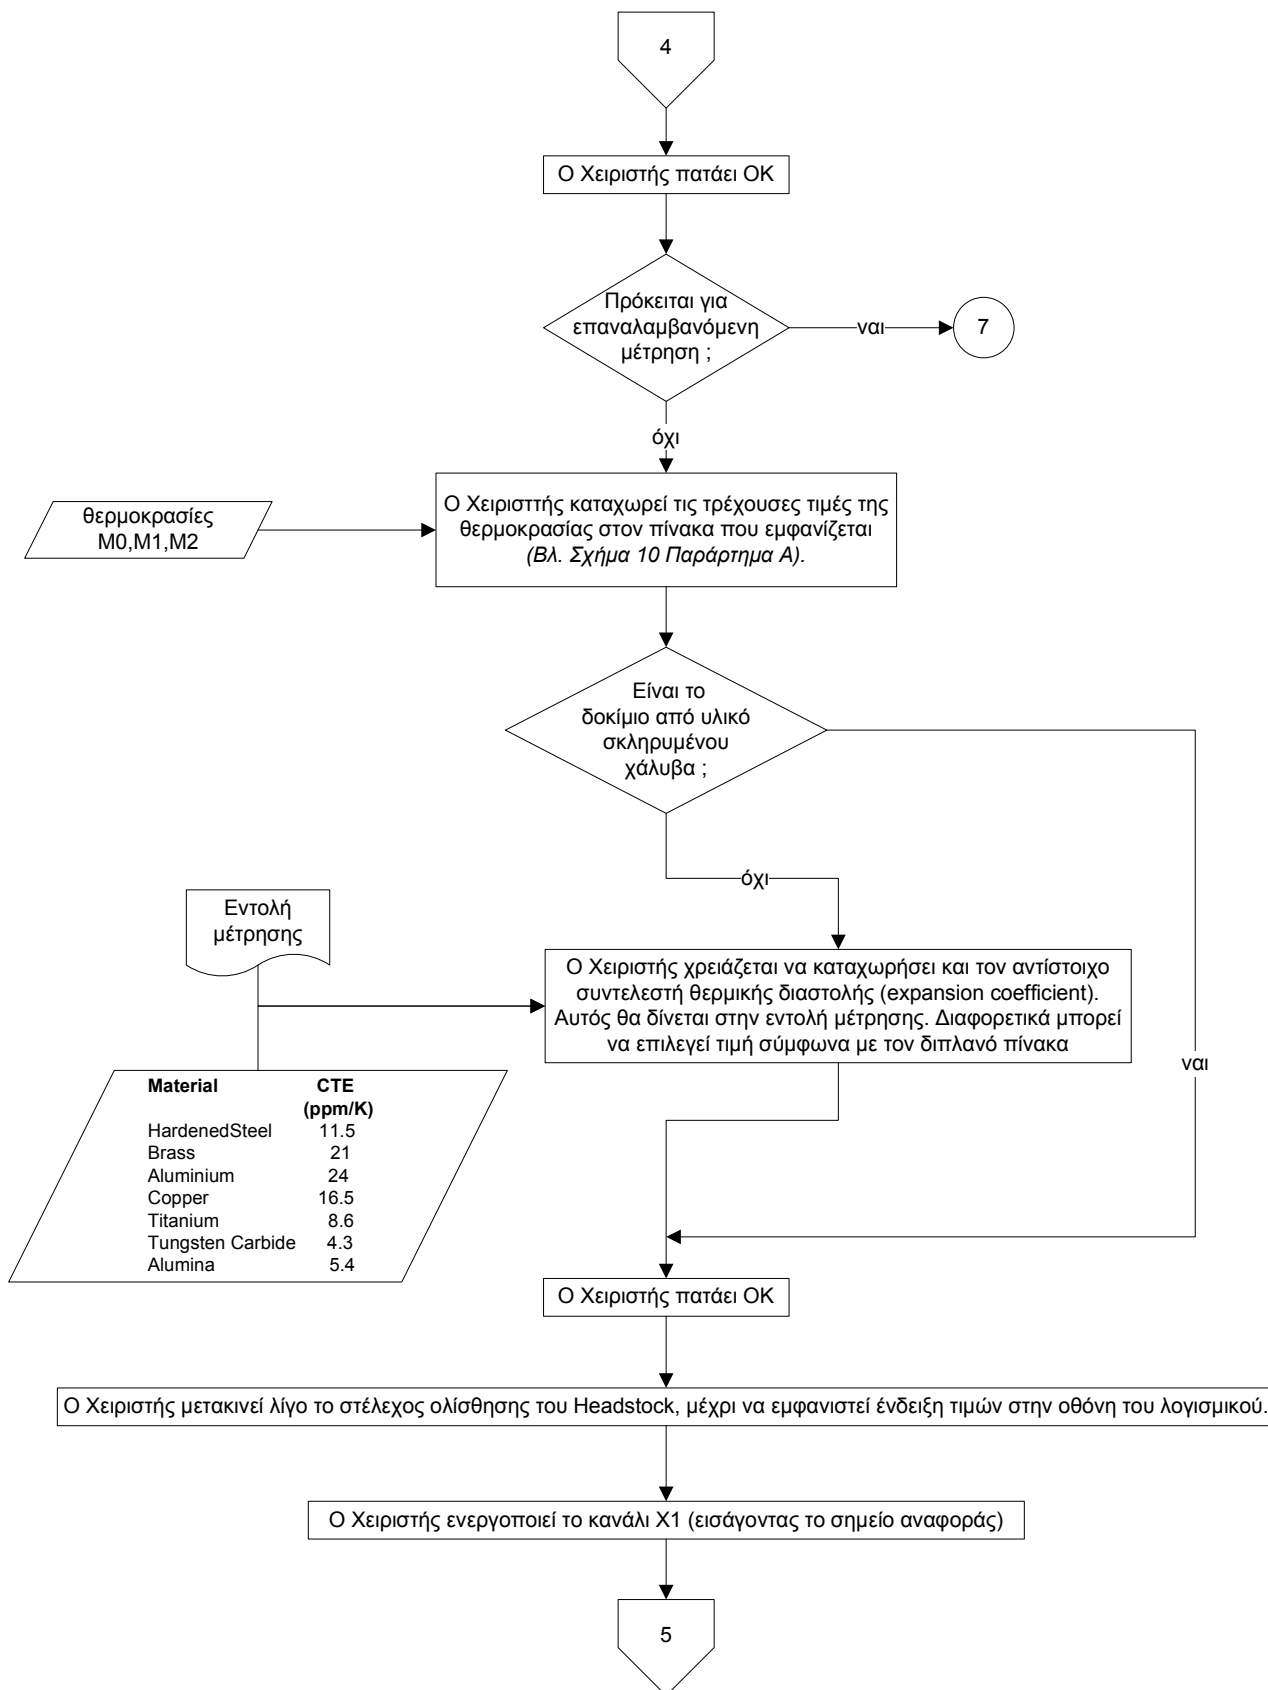 4
Ο Χειριστής πατάει ΟΚ
Πρόκειται για
επαναλαμβανόμενη
μέτρηση ;
ναι
7
όχι
θερμοκρασίες
Μ0,Μ1,Μ2
Ο Χειρισττής καταχωρεί τις τρέχουσες τιμές της
θερμοκρασίας στον πίνακα που εμφανίζεται
(Βλ. Σχήμα 10 Παράρτημα Α).
Είναι το
δοκίμιο από υλικό
σκληρυμένου
χάλυβα ;
όχι
Εντολή
μέτρησης
Ο Χειριστής χρειάζεται να καταχωρήσει και τον αντίστοιχο
συντελεστή θερμικής διαστολής (expansion coefficient).
Αυτός θα δίνεται στην εντολή μέτρησης. Διαφορετικά μπορεί
να επιλεγεί τιμή σύμφωνα με τον διπλανό πίνακα
ναι
Material CTE
(ppm/K)
HardenedSteel 11.5
Brass 21
Aluminium 24
Copper 16.5
Titanium 8.6
Tungsten Carbide 4.3
Alumina 5.4
Ο Χειριστής πατάει ΟΚ
Ο Χειριστής μετακινεί λίγο το στέλεχος ολίσθησης του Headstock, μέχρι να εμφανιστεί ένδειξη τιμών στην οθόνη του λογισμικού.
Ο Χειριστής ενεργοποιεί το κανάλι Χ1 (εισάγοντας το σημείο αναφοράς)
5